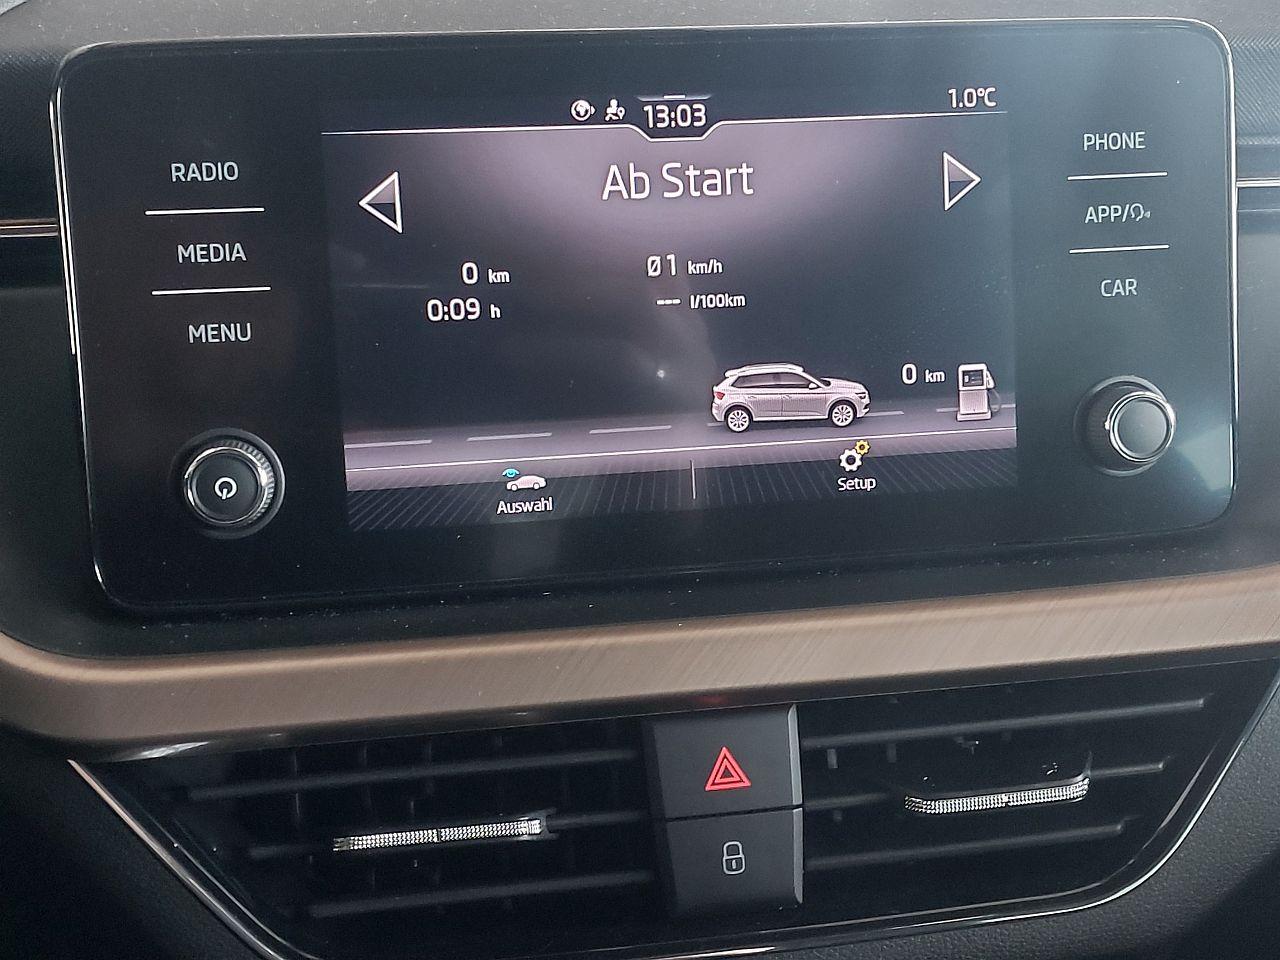 13:03
1.0°C
RADIO
MEDIA
MENU
Ab Start
0 km
0:09 h
Ø 1 km/h
--- l/100km
0 km
Auswahl
Setup
PHONE
APP/
CAR